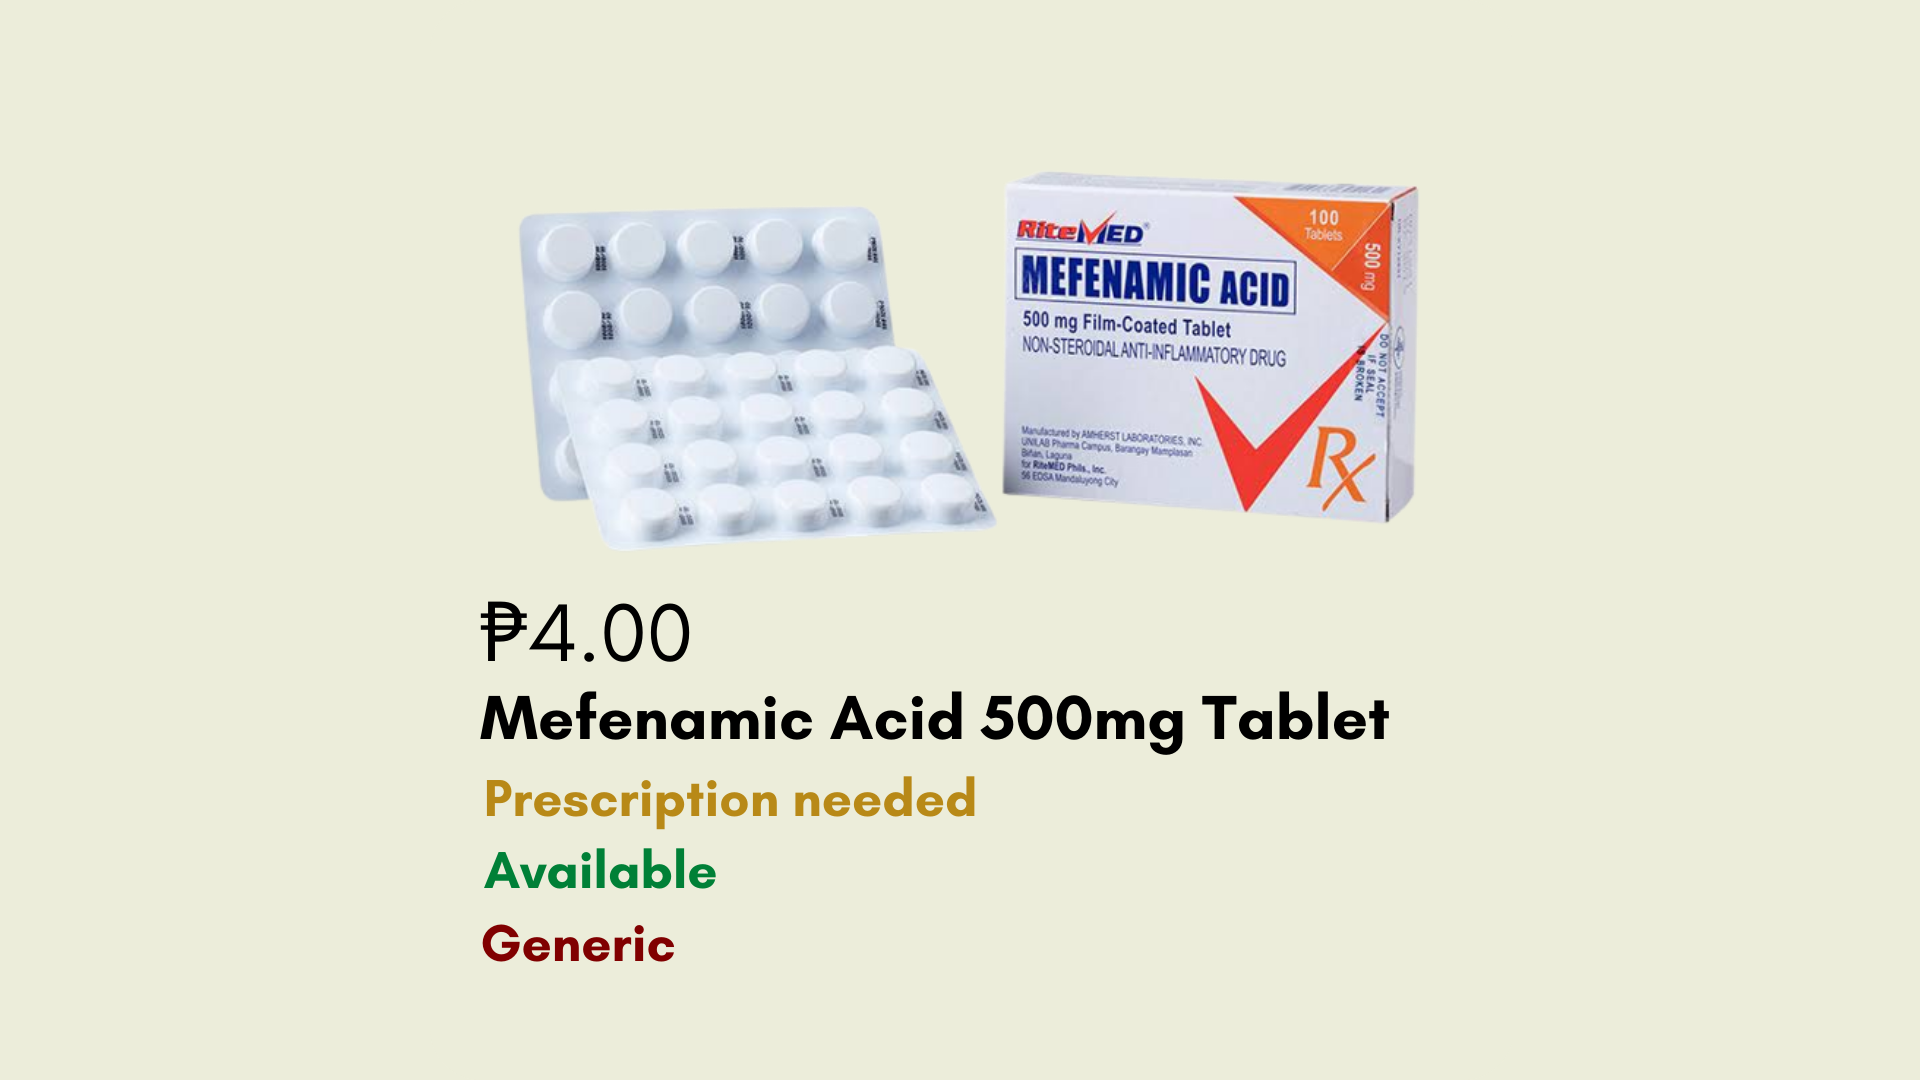 RiteMED®
MEFENAMIC ACID
500 mg Film-Coated Tablet
NON-STEROIDAL ANTI-INFLAMMATORY DRUG
100
Tablets
500 mg
DO NOT ACCEPT
IF SEAL
IS BROKEN
Manufactured by AMHERST LABORATORIES, INC.
UNILAB Pharma Campus, Barangay Mamplasan
Biñan, Laguna
for RiteMED Phils., Inc.
56 EDSA Mandaluyong City
Rx
₱4.00
Mefenamic Acid 500mg Tablet
Prescription needed
Available
Generic